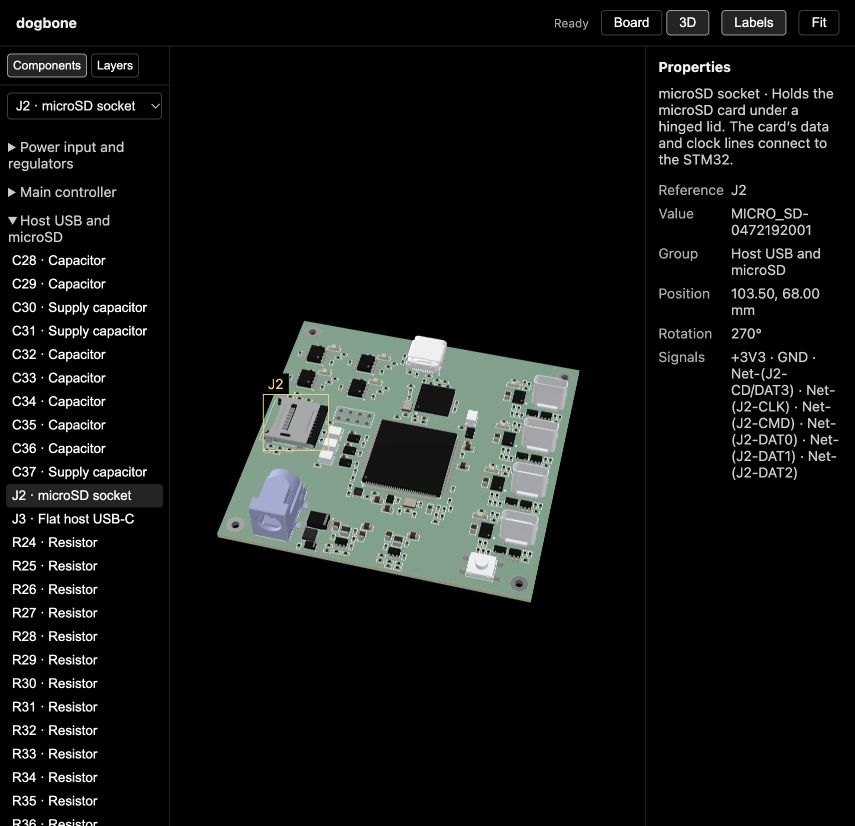 dogbone
Ready
Board
3D
Labels
Fit
Components
Layers
J2 · microSD socket
Power input and
regulators
Main controller
Host USB and
microSD
C28 · Capacitor
C29 · Capacitor
C30 · Supply capacitor
C31 · Supply capacitor
C32 · Capacitor
C33 · Capacitor
C34 · Capacitor
C35 · Capacitor
C36 · Capacitor
C37 · Supply capacitor
J2 · microSD socket
J3 · Flat host USB-C
R24 · Resistor
R25 · Resistor
R26 · Resistor
R27 · Resistor
R28 · Resistor
R29 · Resistor
R30 · Resistor
R31 · Resistor
R32 · Resistor
R33 · Resistor
R34 · Resistor
R35 · Resistor
R36 · Resistor
J2
Properties
microSD socket · Holds the
microSD card under a
hinged lid. The card's data
and clock lines connect to
the STM32.
Reference J2
Value MICRO_SD-
0472192001
Group Host USB and
microSD
Position 103.50, 68.00
mm
Rotation 270°
Signals +3V3 · GND ·
Net-(J2-
CD/DAT3) · Net-
(J2-CLK) · Net-
(J2-CMD) · Net-
(J2-DAT0) · Net-
(J2-DAT1) · Net-
(J2-DAT2)